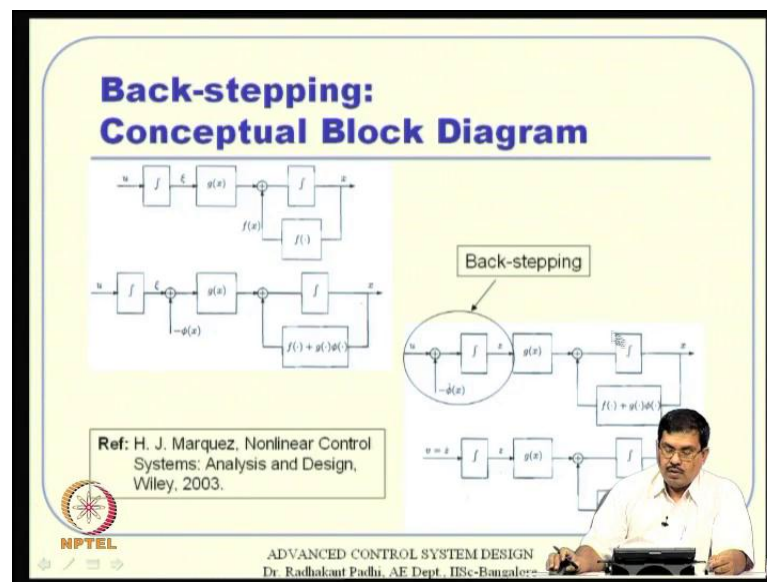 Back-stepping:
Conceptual Block Diagram
u ∫ ξ g(x) + ∫ x
f(x) f(·)
u ∫ ξ + g(x) + ∫ x
-ϕ(x)
f(·) + g(·)ϕ(·)
Back-stepping
u + ∫ z g(x) + ∫ x
f(·) + g(·)ϕ(·)
∫ z g(x) + ∫
Ref: H. J. Marquez, Nonlinear Control
Systems: Analysis and Design,
Wiley, 2003.
NPTEL
ADVANCED CONTROL SYSTEM DESIGN
Dr. Radhakant Padhi, AE Dept., IISc-Bangalore